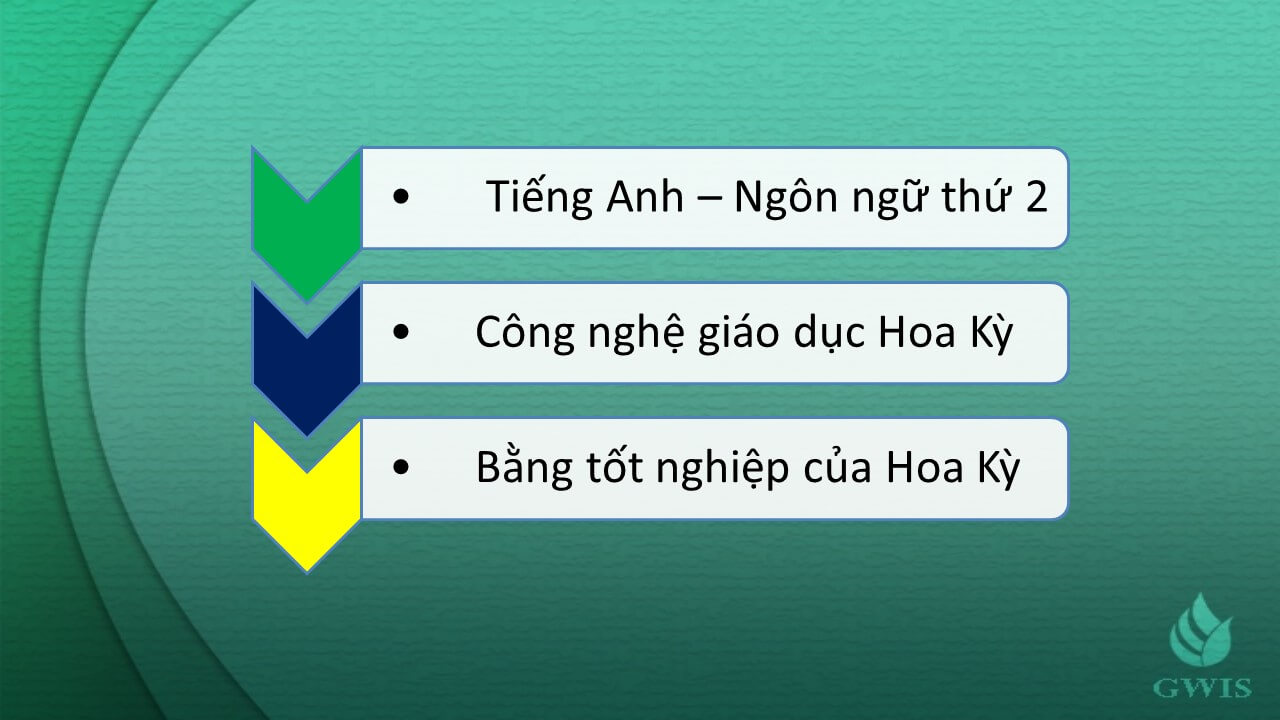 • Tiếng Anh – Ngôn ngữ thứ 2
• Công nghệ giáo dục Hoa Kỳ
• Bằng tốt nghiệp của Hoa Kỳ
GWIS